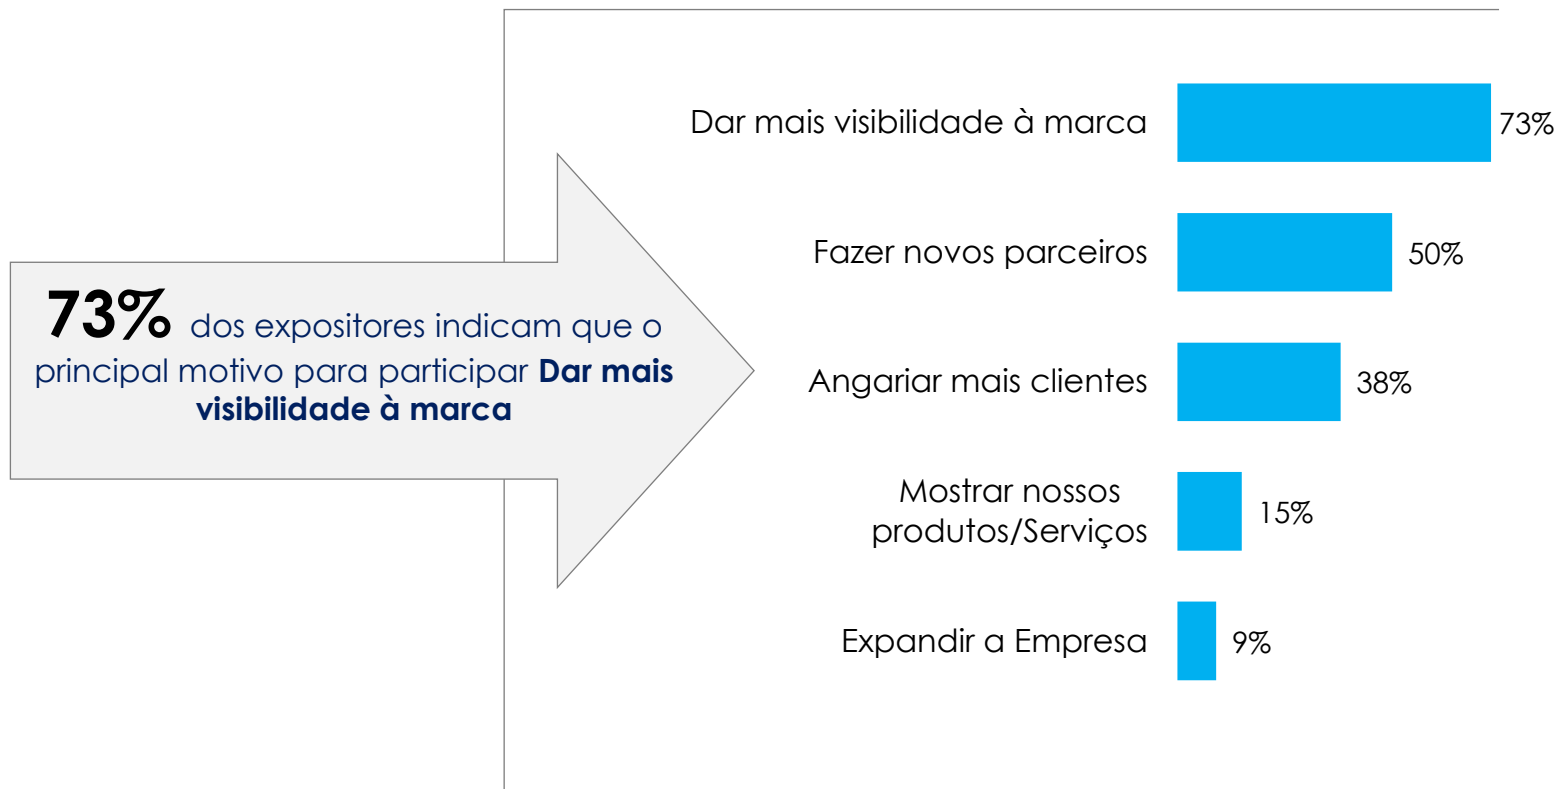 73% dos expositores indicam que o
principal motivo para participar Dar mais
visibilidade à marca
Dar mais visibilidade à marca
73%
Fazer novos parceiros
50%
Angariar mais clientes
38%
Mostrar nossos
produtos/Serviços
15%
Expandir a Empresa
9%